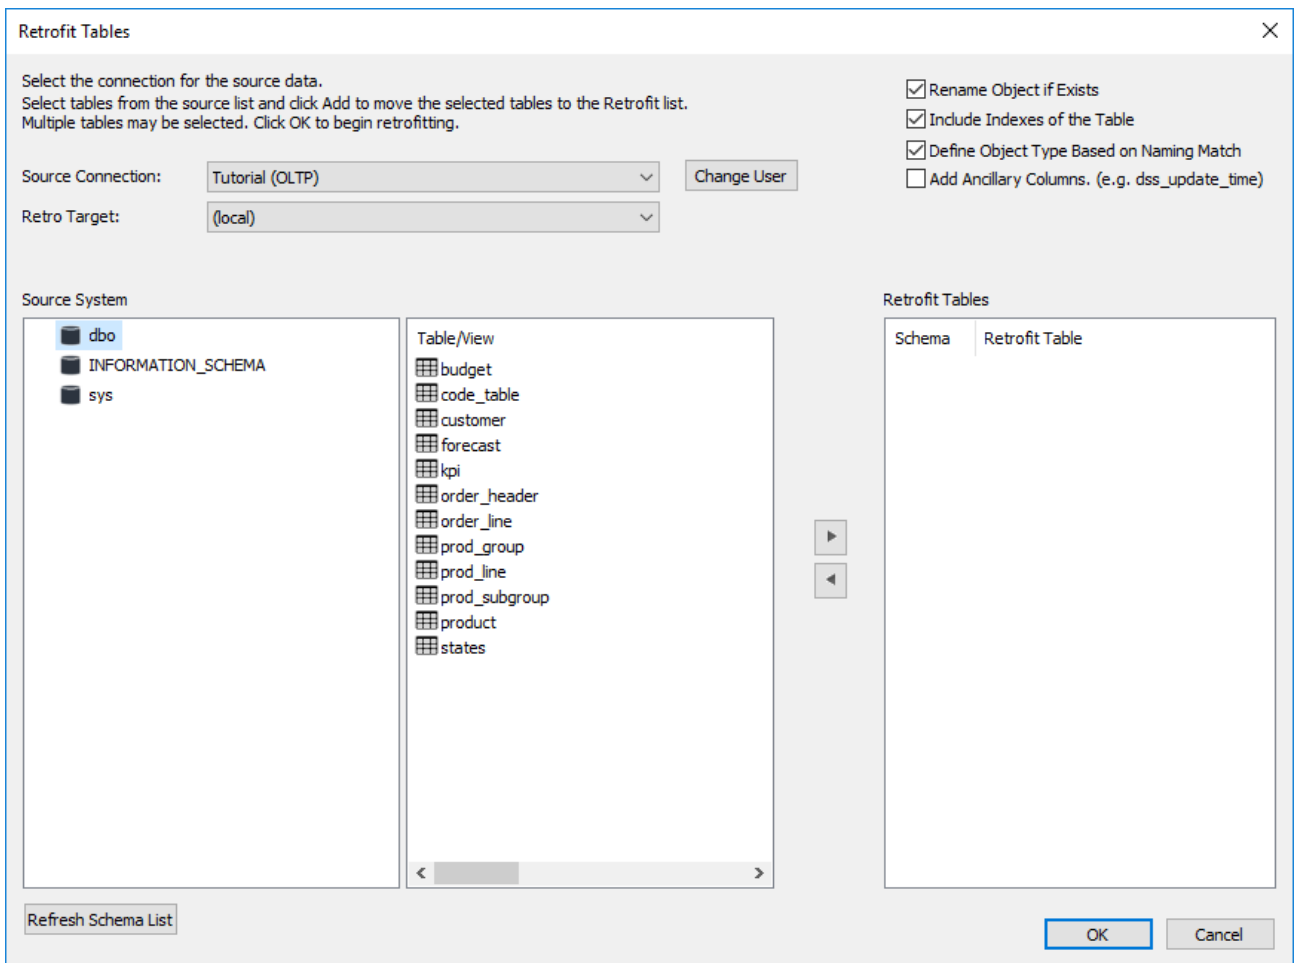 Retrofit Tables
Select the connection for the source data.
Select tables from the source list and click Add to move the selected tables to the Retrofit list.
Multiple tables may be selected. Click OK to begin retrofitting.
Rename Object if Exists
Include Indexes of the Table
Define Object Type Based on Naming Match
Add Ancillary Columns. (e.g. dss_update_time)
Source Connection:
Tutorial (OLTP)
Change User
Retro Target:
(local)
Source System
dbo
INFORMATION_SCHEMA
sys
Table/View
budget
code_table
customer
forecast
kpi
order_header
order_line
prod_group
prod_line
prod_subgroup
product
states
Retrofit Tables
Schema Retrofit Table
Refresh Schema List
OK
Cancel